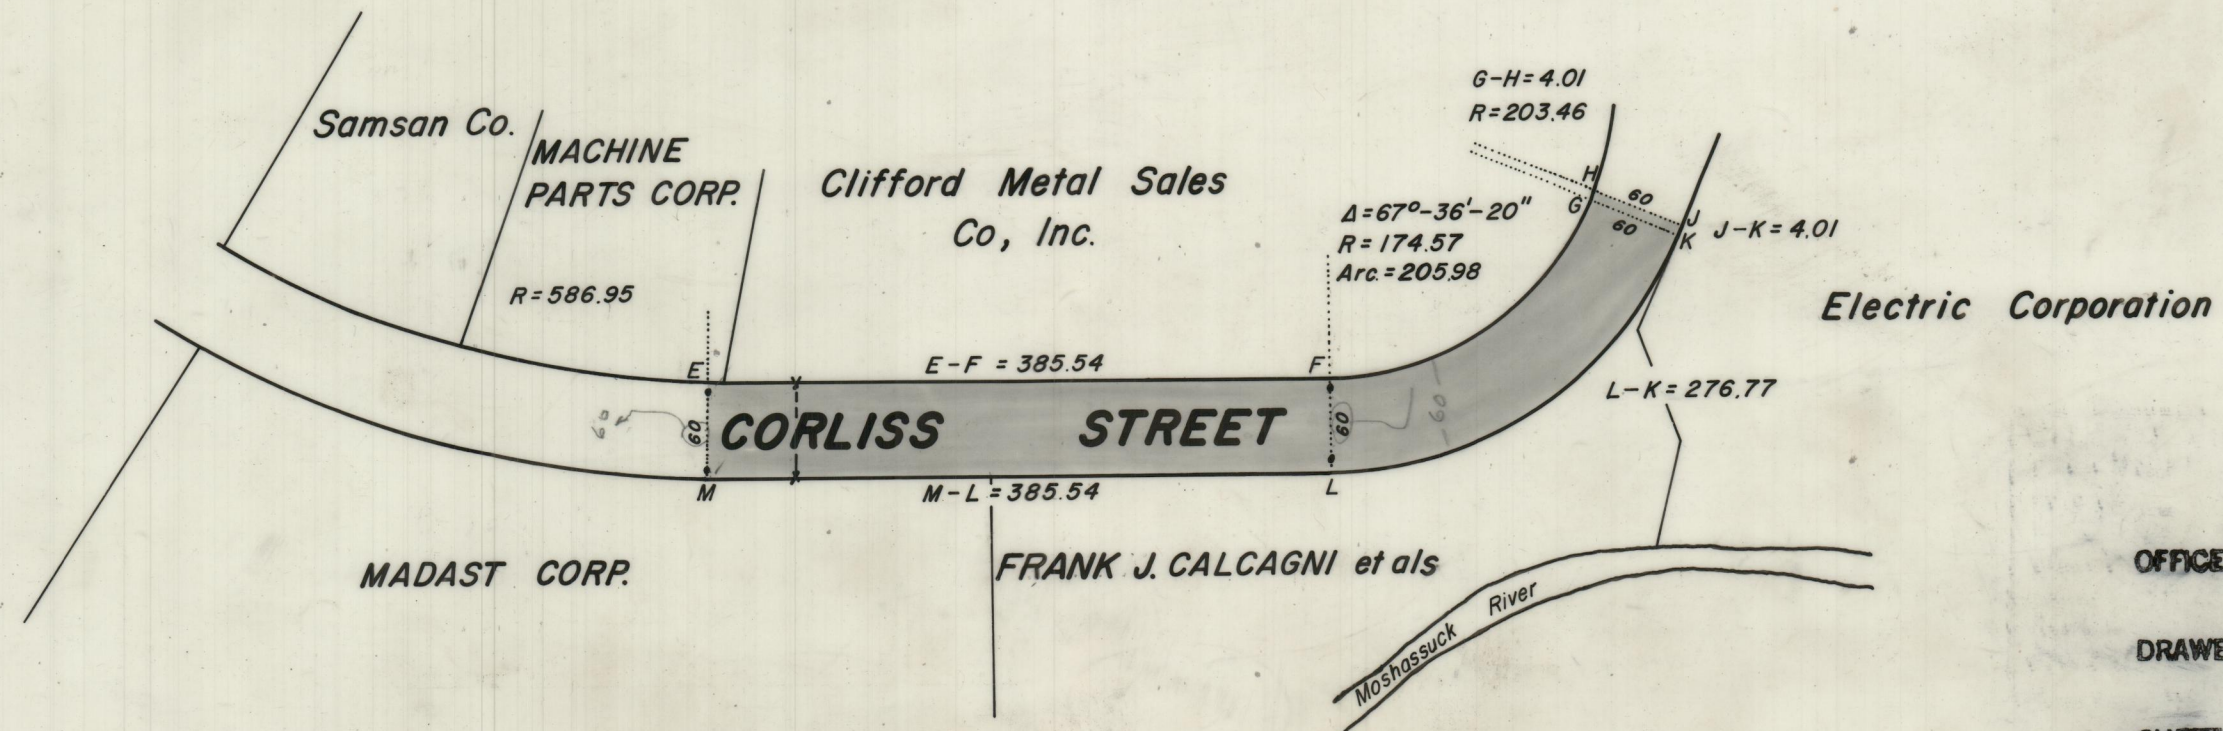 G-H=4.01
R=203.46
Samsan Co.
MACHINE
PARTS CORP.
Clifford Metal Sales
Co, Inc.
H
60
G
J
60
K
J-K=4.01
Δ=67°-36'-20"
R=174.57
Arc.=205.98
R=586.95
Electric Corporation
E
E-F = 385.54
F
L-K=276.77
60
60
CORLISS STREET
60
-60-
M
M-L=385.54
L
MADAST CORP.
FRANK J. CALCAGNI et als
OFFICE
Moshassuck River
DRAWE